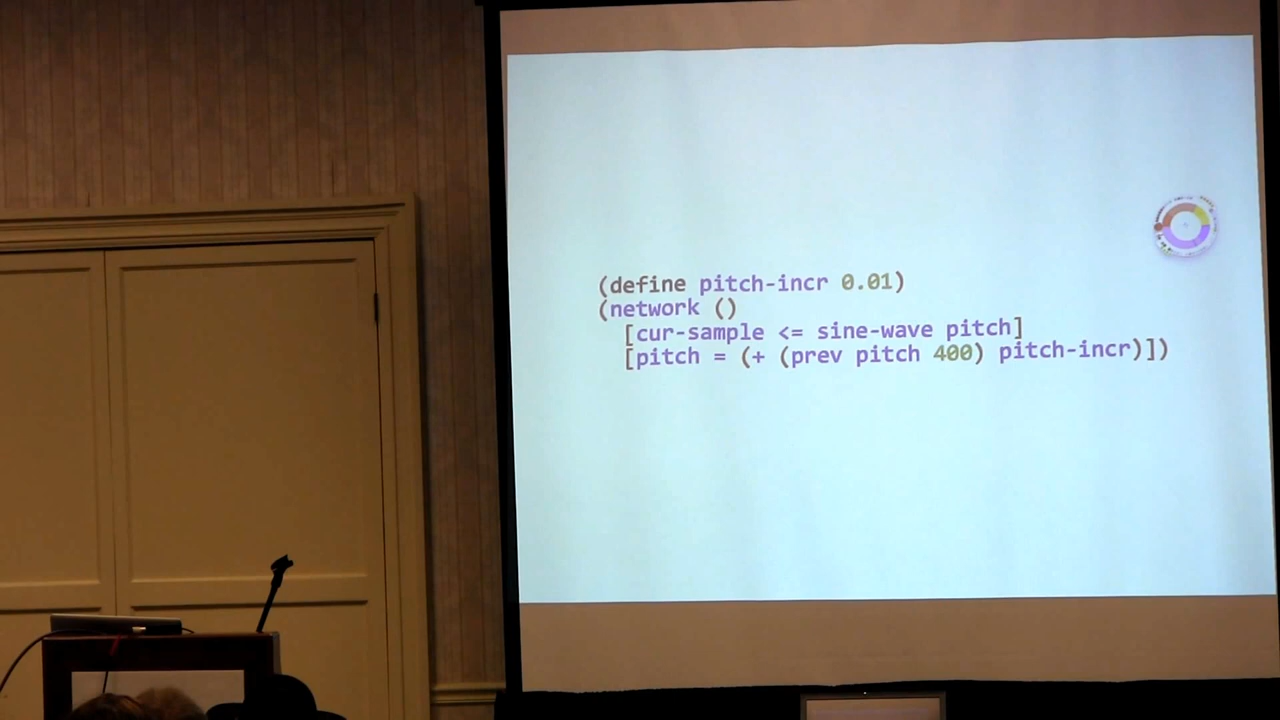 (define pitch-incr 0.01)
(network ()
[cur-sample <= sine-wave pitch]
[pitch = (+ (prev pitch 400) pitch-incr)])